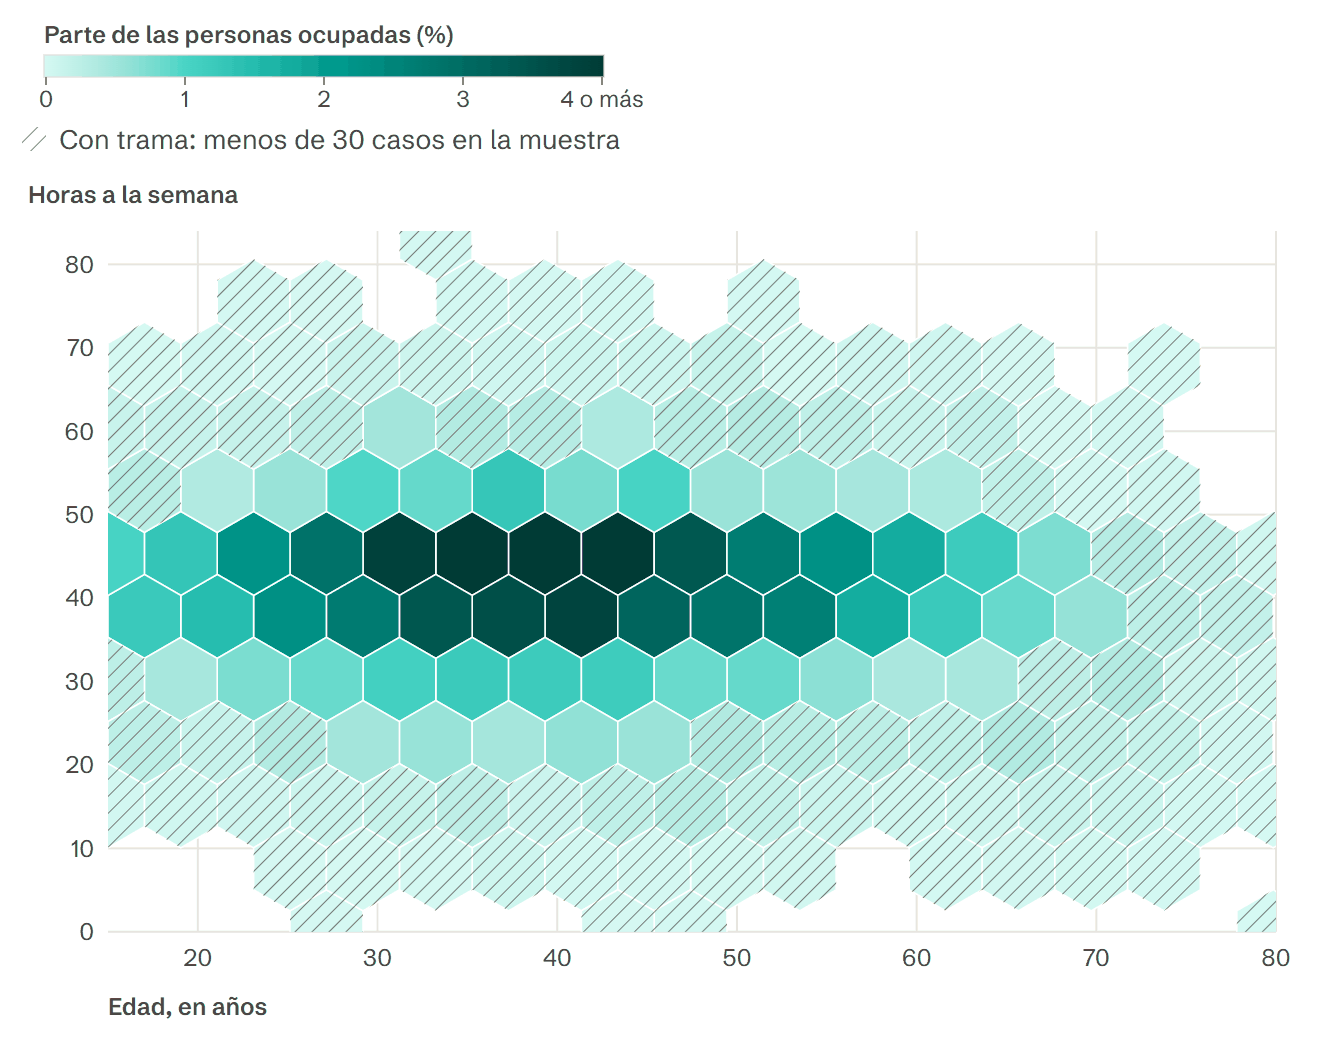 Parte de las personas ocupadas (%)
0 1 2 3 4 o más
Con trama: menos de 30 casos en la muestra
Horas a la semana
80
70
60
50
40
30
20
10
0
20 30 40 50 60 70 80
Edad, en años